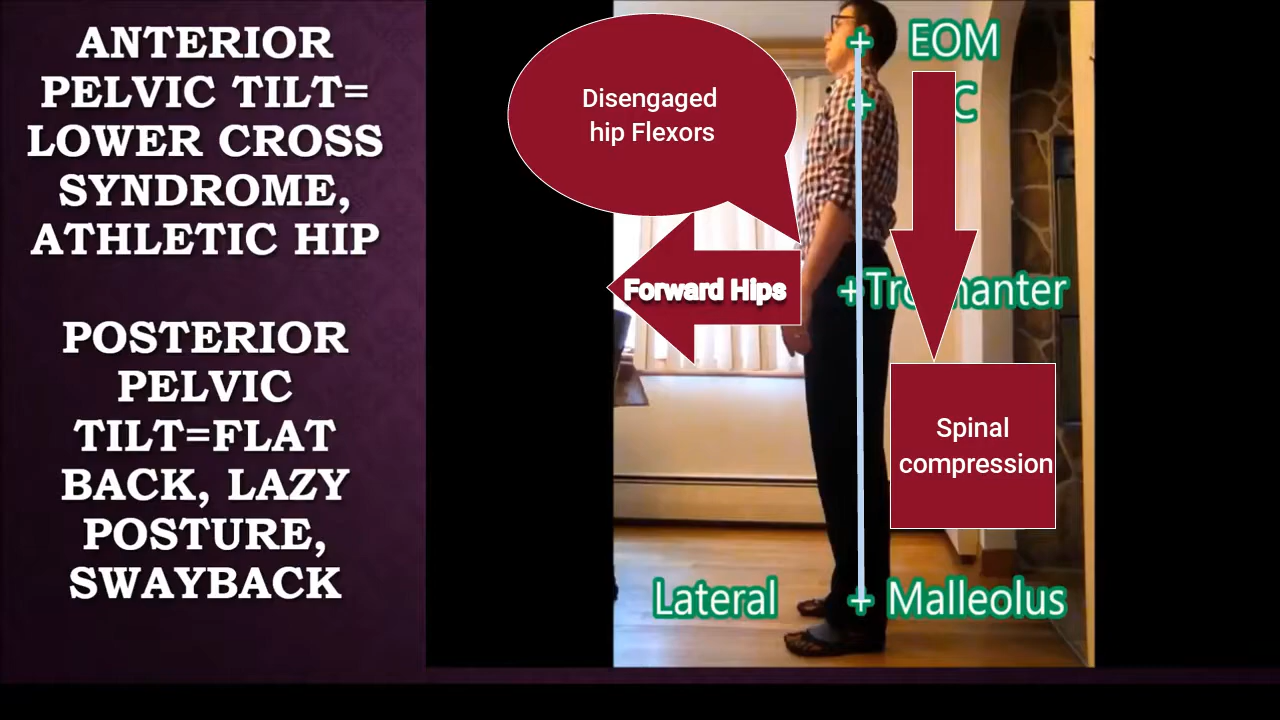 ANTERIOR
PELVIC TILT=
LOWER CROSS
SYNDROME,
ATHLETIC HIP
POSTERIOR
PELVIC
TILT=FLAT
BACK, LAZY
POSTURE,
SWAYBACK
Disengaged
hip Flexors
Forward Hips
+ EOM
+
+
Spinal
compression
Lateral + Malleolus